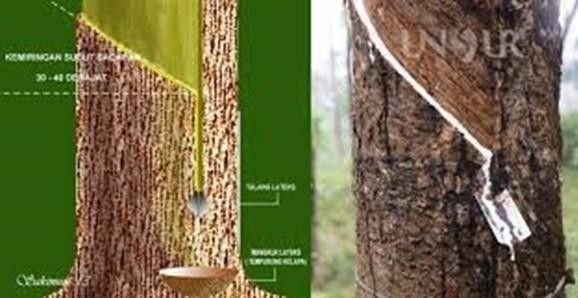 KEMIRINGAN SUDUT SADAPAN
30 - 40 DERAJAT
TALANG LATEKS
MANGKUK LATEKS
( TEMPURUNG KELAPA)